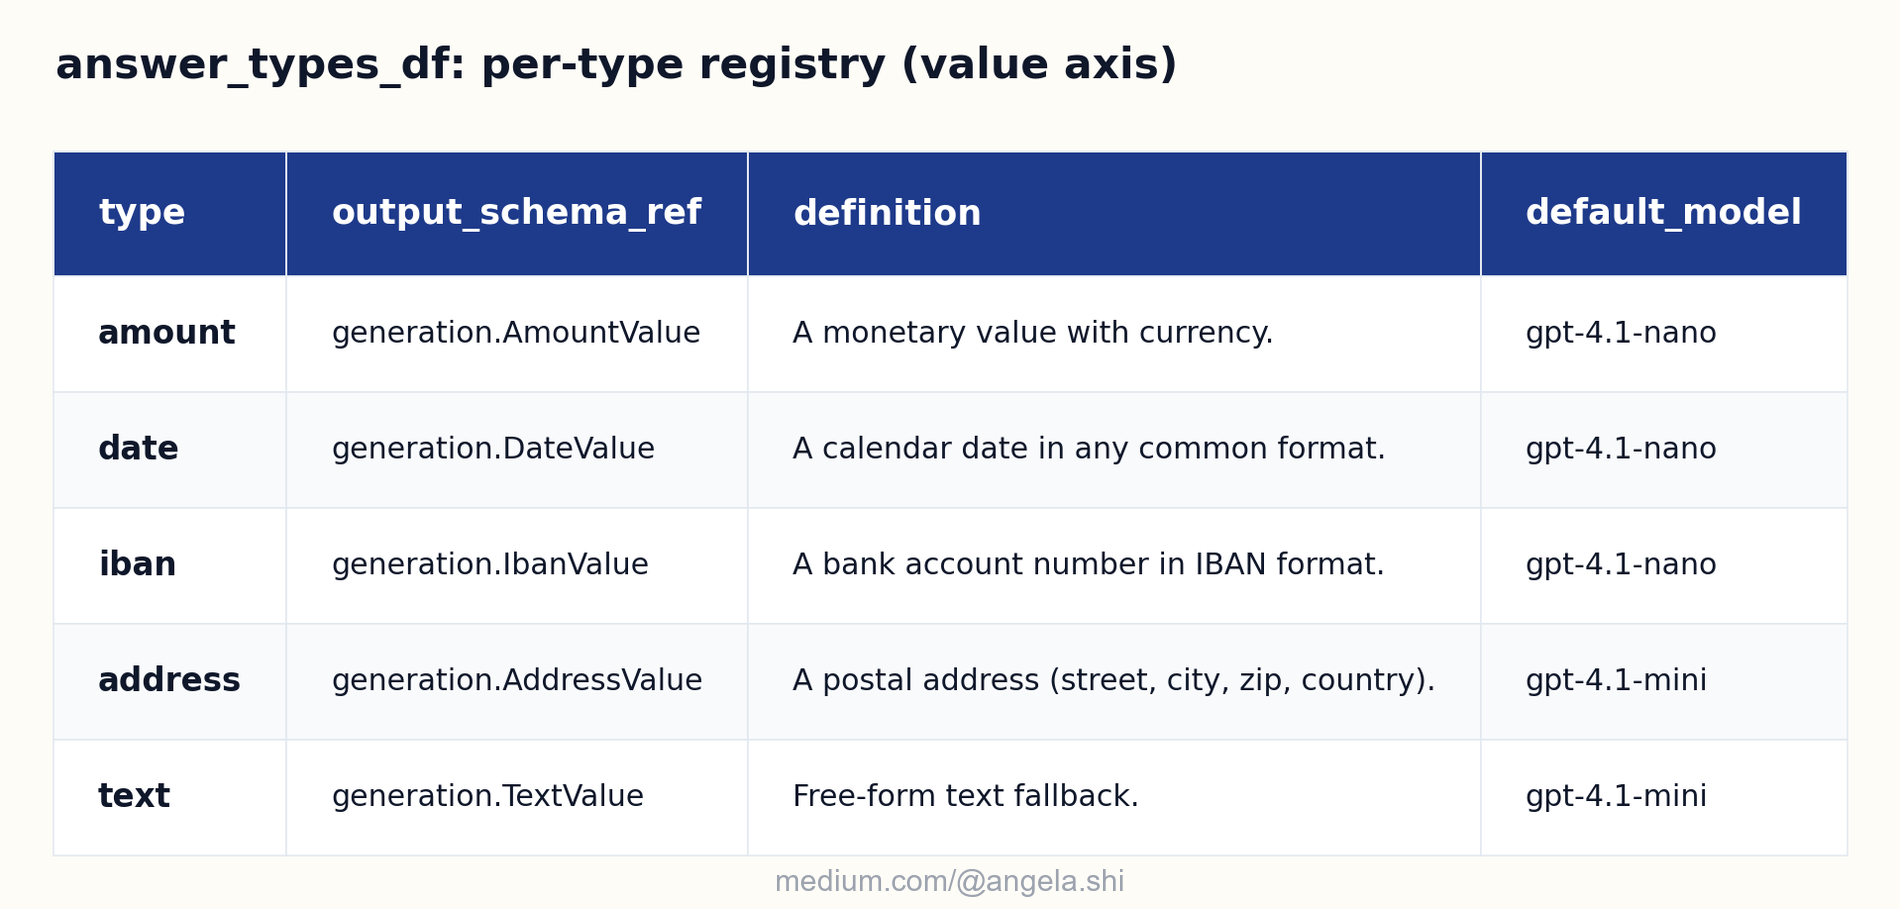 answer_types_df: per-type registry (value axis)
type output_schema_ref definition default_model
amount generation.AmountValue A monetary value with currency. gpt-4.1-nano
date generation.DateValue A calendar date in any common format. gpt-4.1-nano
iban generation.IbanValue A bank account number in IBAN format. gpt-4.1-nano
address generation.AddressValue A postal address (street, city, zip, country). gpt-4.1-mini
text generation.TextValue Free-form text fallback. gpt-4.1-mini
medium.com/@angela.shi